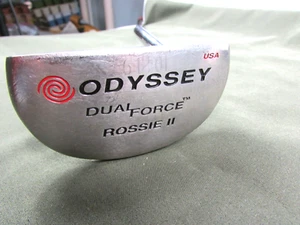 USA
ODYSSEY
DUAL FORCE™
ROSSIE II